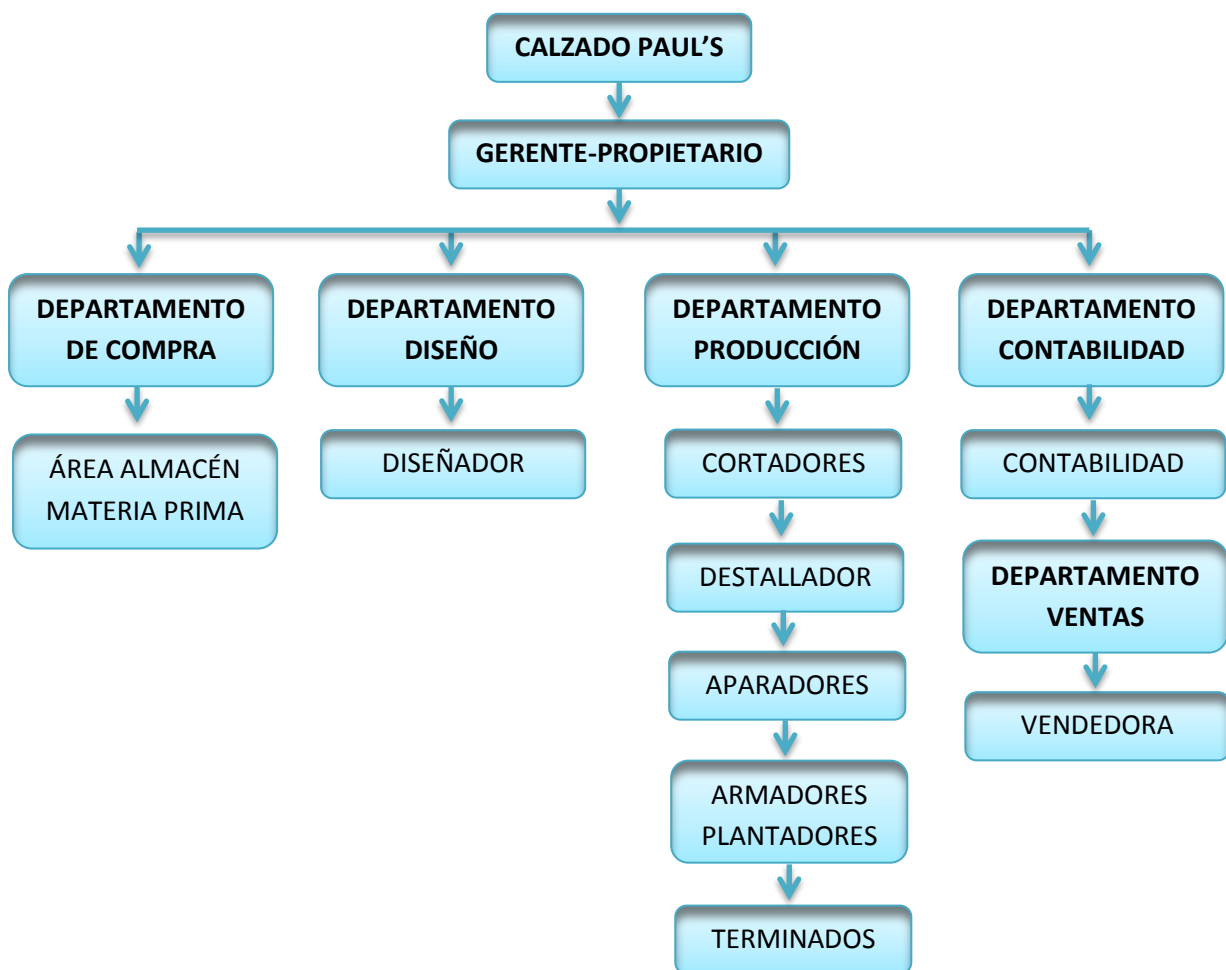 CALZADO PAUL’S
GERENTE-PROPIETARIO
DEPARTAMENTO
DE COMPRA
ÁREA ALMACÉN
MATERIA PRIMA
DEPARTAMENTO
DISEÑO
DISEÑADOR
DEPARTAMENTO
PRODUCCIÓN
CORTADORES
DESTALLADOR
APARADORES
ARMADORES
PLANTADORES
TERMINADOS
DEPARTAMENTO
CONTABILIDAD
CONTABILIDAD
DEPARTAMENTO
VENTAS
VENDEDORA